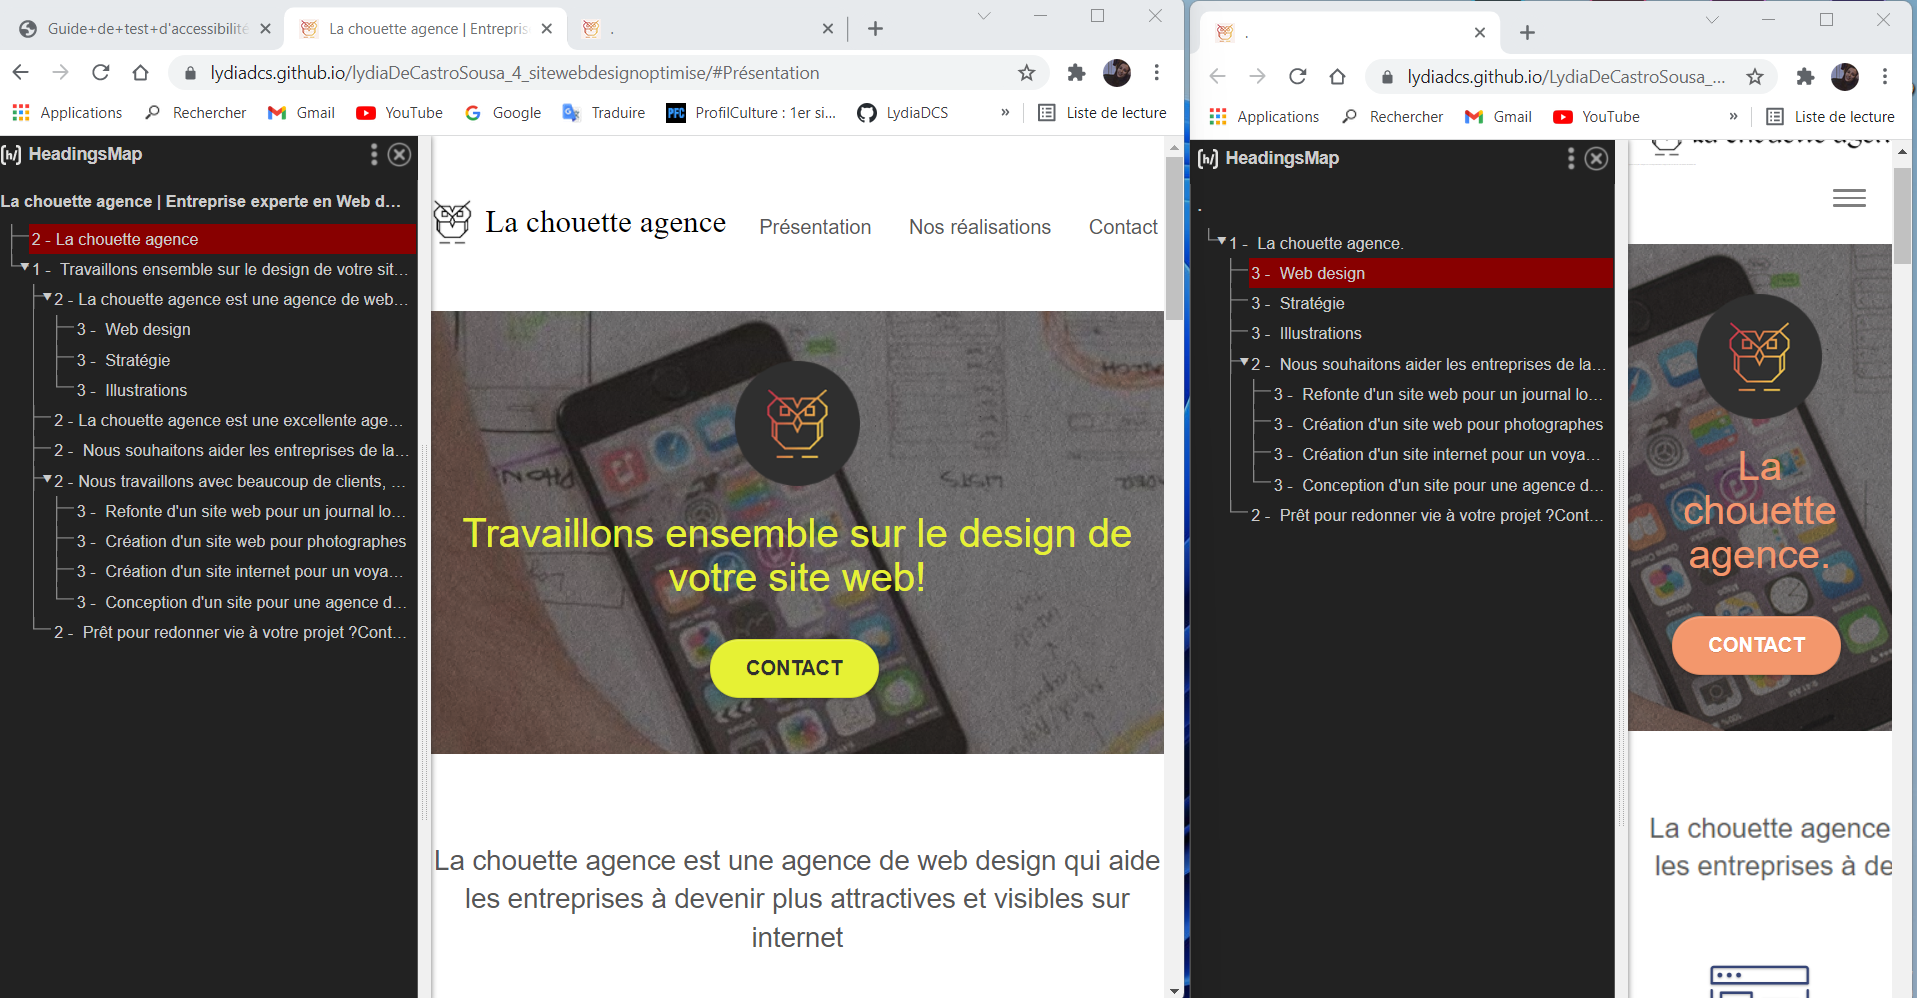 Guide+de+test+d'accessibilité
La chouette agence | Entrepris
.
lydiadcs.github.io/lydiaDeCastroSousa_4_sitewebdesignoptimise/#Présentation
Applications
Rechercher
Gmail
YouTube
Google
Traduire
PFC
ProfilCulture : 1er si...
LydiaDCS
»
Liste de lecture
HeadingsMap
La chouette agence | Entreprise experte en Web d...
2 - La chouette agence
1 - Travaillons ensemble sur le design de votre sit...
2 - La chouette agence est une agence de web...
3 - Web design
3 - Stratégie
3 - Illustrations
2 - La chouette agence est une excellente age...
2 - Nous souhaitons aider les entreprises de la...
2 - Nous travaillons avec beaucoup de clients, ...
3 - Refonte d'un site web pour un journal lo...
3 - Création d'un site web pour photographes
3 - Création d'un site internet pour un voya...
3 - Conception d'un site pour une agence d...
2 - Prêt pour redonner vie à votre projet ?Cont...
La chouette agence
Présentation
Nos réalisations
Contact
Travaillons ensemble sur le design de
votre site web!
CONTACT
La chouette agence est une agence de web design qui aide
les entreprises à devenir plus attractives et visibles sur
internet
.
lydiadcs.github.io/LydiaDeCastroSousa_...
Applications
Rechercher
Gmail
YouTube
»
Liste de lecture
HeadingsMap
.
1 - La chouette agence.
3 - Web design
3 - Stratégie
3 - Illustrations
2 - Nous souhaitons aider les entreprises de la...
3 - Refonte d'un site web pour un journal lo...
3 - Création d'un site web pour photographes
3 - Création d'un site internet pour un voya...
3 - Conception d'un site pour une agence d...
2 - Prêt pour redonner vie à votre projet ?Cont...
La
chouette
agence.
CONTACT
La chouette agence
les entreprises à de